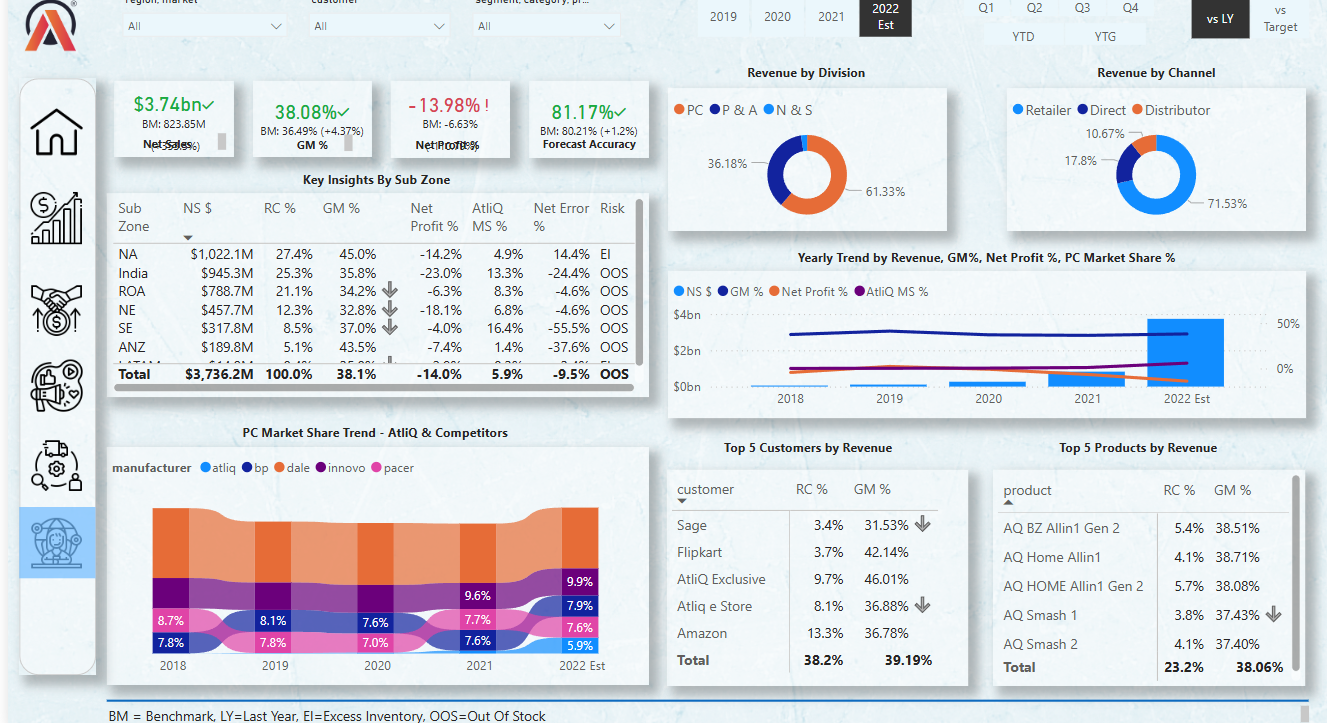 region, market
customer
segment, category, pr...
All
All
All
2019
2020
2021
2022
Est
Q1
Q2
Q3
Q4
YTD
YTG
vs LY
vs
Target
$3.74bn
BM: 823.85M
Net Sales
38.08%
BM: 36.49% (+4.37%)
GM %
-13.98% !
BM: -6.63%
Net Profit %
81.17%
BM: 80.21% (+1.2%)
Forecast Accuracy
Key Insights By Sub Zone
Sub Zone NS $ RC % GM % Net Profit % AtliQ MS % Net Error % Risk
NA $1,022.1M 27.4% 45.0% -14.2% 4.9% 14.4% EI
India $945.3M 25.3% 35.8% -23.0% 13.3% -24.4% OOS
ROA $788.7M 21.1% 34.2% -6.3% 8.3% -4.6% OOS
NE $457.7M 12.3% 32.8% -18.1% 6.8% -4.6% OOS
SE $317.8M 8.5% 37.0% -4.0% 16.4% -55.5% OOS
ANZ $189.8M 5.1% 43.5% -7.4% 1.4% -37.6% OOS
Total $3,736.2M 100.0% 38.1% -14.0% 5.9% -9.5% OOS
Revenue by Division
PC P & A N & S
36.18%
61.33%
Revenue by Channel
Retailer Direct Distributor
10.67%
17.8%
71.53%
Yearly Trend by Revenue, GM%, Net Profit %, PC Market Share %
NS $ GM % Net Profit % AtliQ MS %
$4bn
$2bn
$0bn
50%
0%
2018 2019 2020 2021 2022 Est
PC Market Share Trend - AtliQ & Competitors
manufacturer atliq bp dale innovo pacer
8.7%
7.8%
8.1%
7.8%
7.6%
7.0%
9.6%
7.7%
7.6%
9.9%
7.9%
7.6%
5.9%
2018 2019 2020 2021 2022 Est
Top 5 Customers by Revenue
customer RC % GM %
Sage 3.4% 31.53%
Flipkart 3.7% 42.14%
AtliQ Exclusive 9.7% 46.01%
Atliq e Store 8.1% 36.88%
Amazon 13.3% 36.78%
Total 38.2% 39.19%
Top 5 Products by Revenue
product RC % GM %
AQ BZ Allin1 Gen 2 5.4% 38.51%
AQ Home Allin1 4.1% 38.71%
AQ HOME Allin1 Gen 2 5.7% 38.08%
AQ Smash 1 3.8% 37.43%
AQ Smash 2 4.1% 37.40%
Total 23.2% 38.06%
BM = Benchmark, LY=Last Year, EI=Excess Inventory, OOS=Out Of Stock